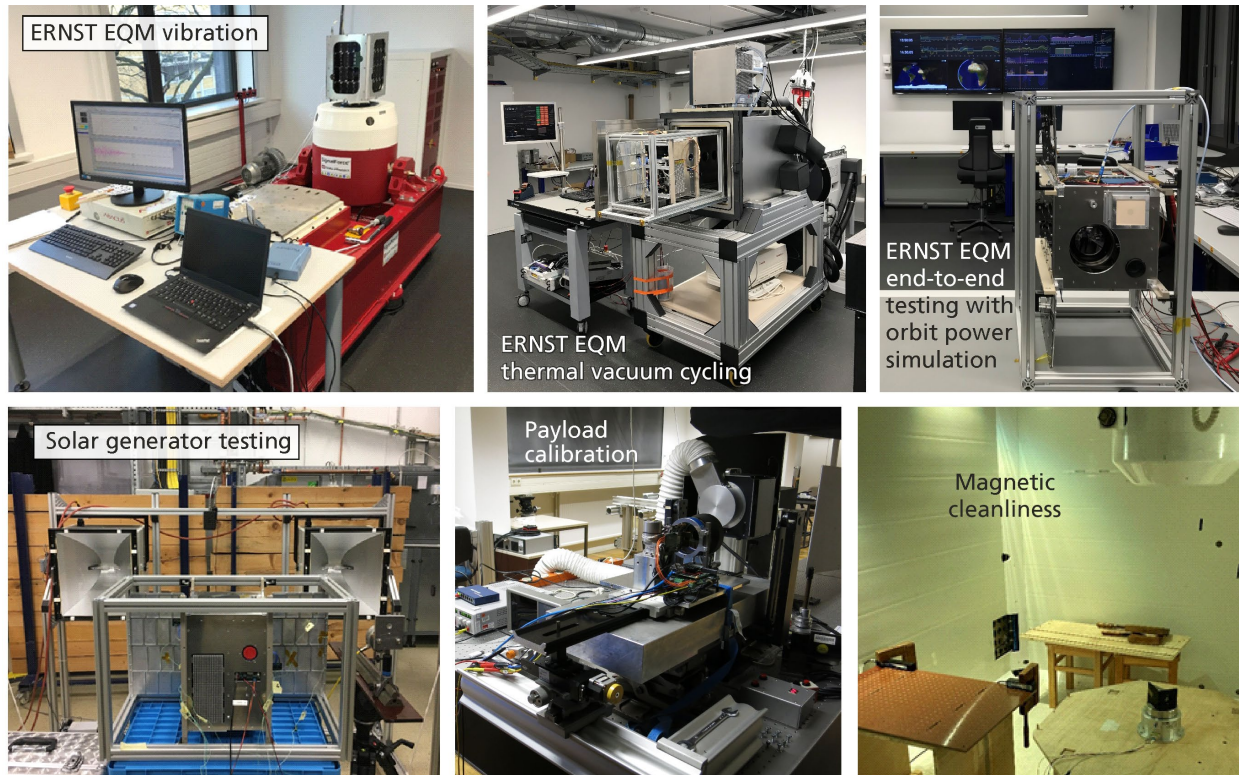 ERNST EQM vibration
ERNST EQM
thermal vacuum cycling
ERNST EQM
end-to-end
testing with
orbit power
simulation
Solar generator testing
Payload
calibration
Magnetic
cleanliness